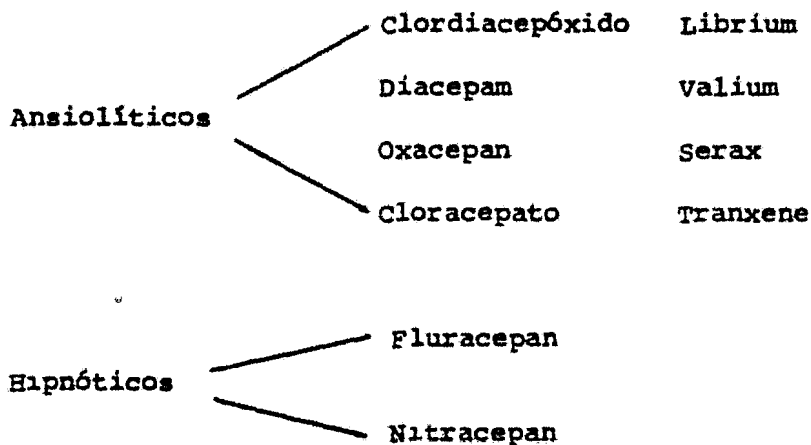 Clordiacepóxido Librium
Diacepam Valium
Ansiolíticos
Oxacepan Serax
Cloracepato Tranxene
Fluracepan
Hipnóticos
Nitracepan